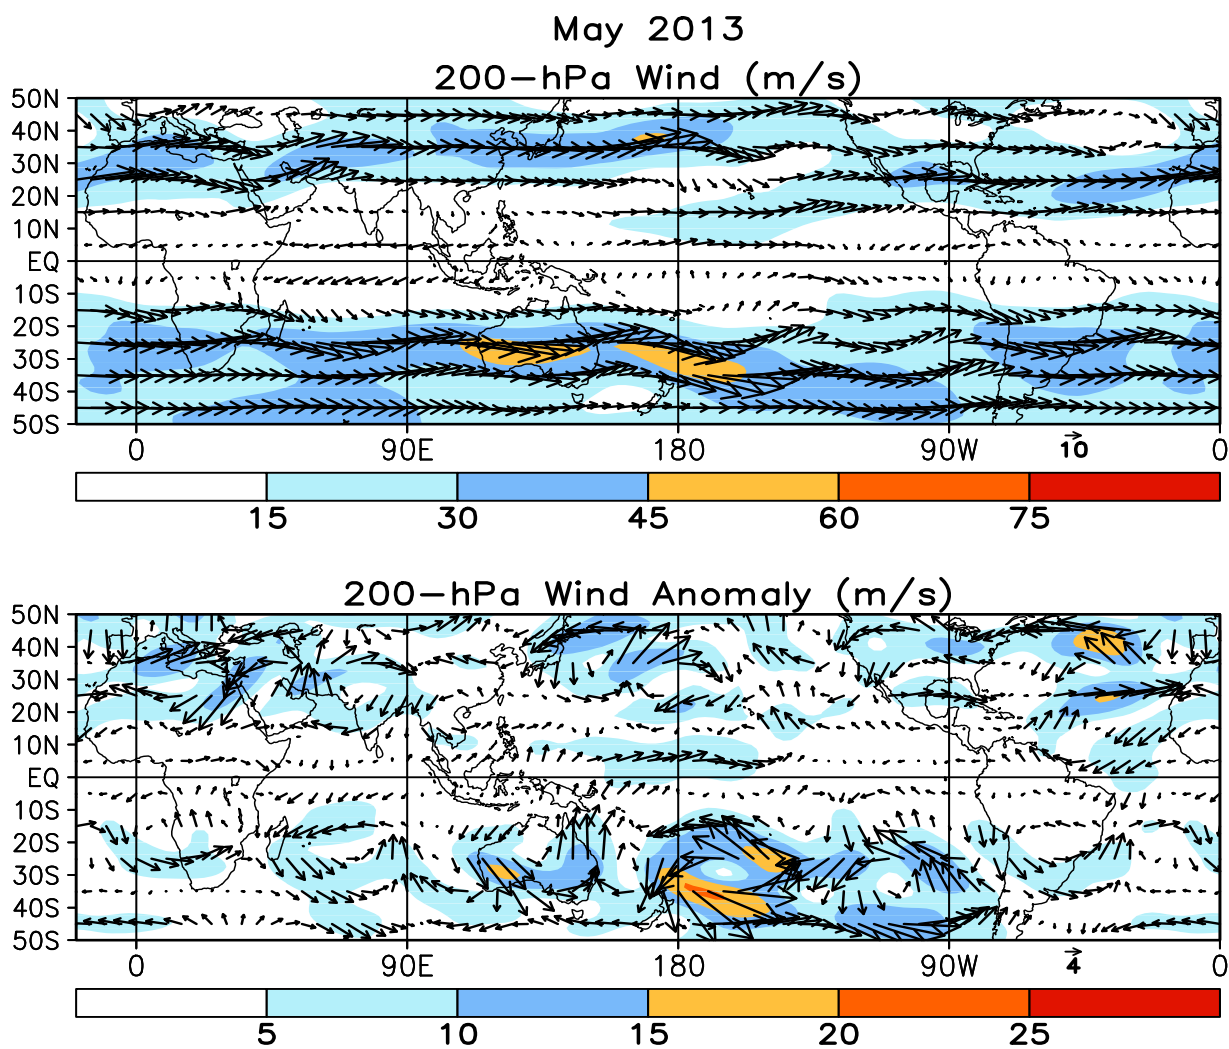 May 2013
200-hPa Wind (m/s)
50N
40N
30N
20N
10N
EQ
10S
20S
30S
40S
50S
0 90E 180 90W 10 0
15 30 45 60 75
200-hPa Wind Anomaly (m/s)
50N
40N
30N
20N
10N
EQ
10S
20S
30S
40S
50S
0 90E 180 90W 4 0
5 10 15 20 25